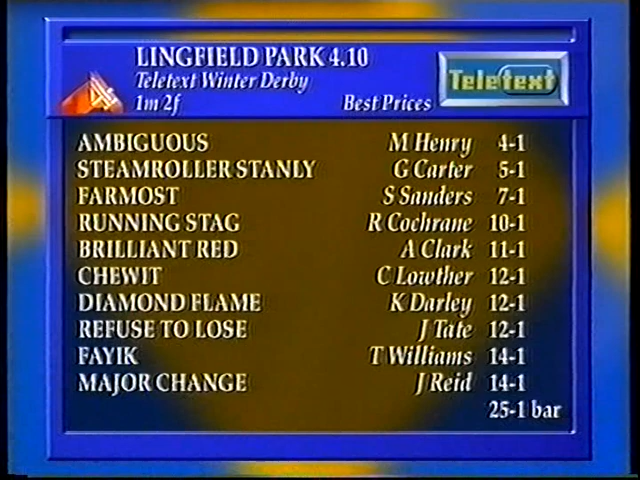 LINGFIELD PARK 4.10
Teletext Winter Derby
1m 2f Best Prices
Teletext
AMBIGUOUS M Henry 4-1
STEAMROLLER STANLY G Carter 5-1
FARMOST S Sanders 7-1
RUNNING STAG R Cochrane 10-1
BRILLIANT RED A Clark 11-1
CHEWIT C Lowther 12-1
DIAMOND FLAME K Darley 12-1
REFUSE TO LOSE J Tate 12-1
FAYIK T Williams 14-1
MAJOR CHANGE J Reid 14-1
25-1 bar